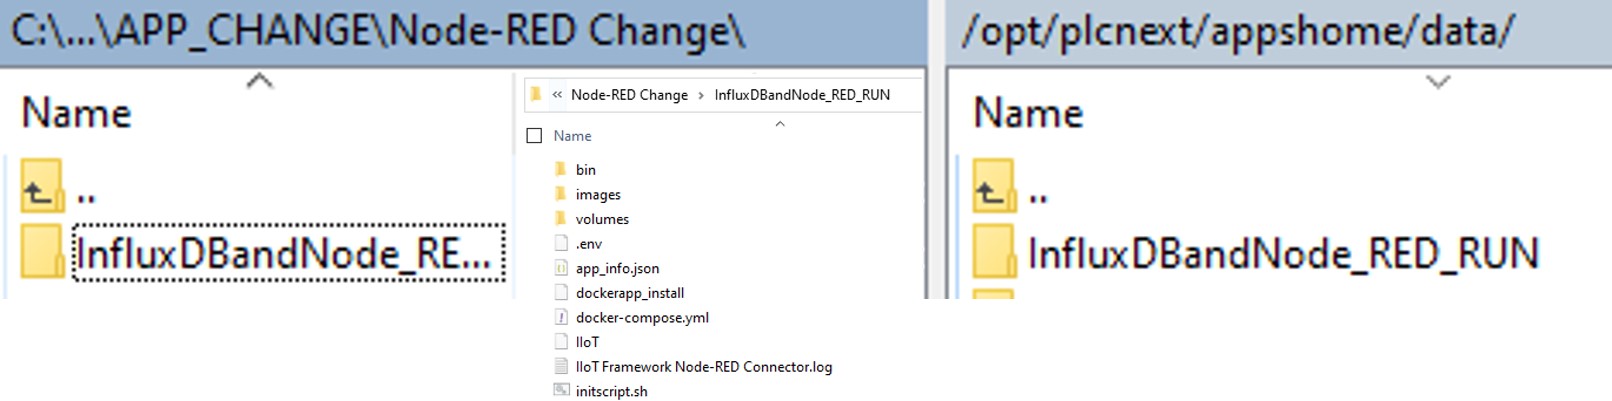 C:\...\APP_CHANGE\Node-RED Change\
Name
..
InfluxDBandNode_RE...
« Node-RED Change > InfluxDBandNode_RED_RUN
Name
bin
images
volumes
.env
app_info.json
dockerapp_install
docker-compose.yml
IIoT
IIoT Framework Node-RED Connector.log
initscript.sh
/opt/plcnext/appshome/data/
Name
..
InfluxDBandNode_RED_RUN